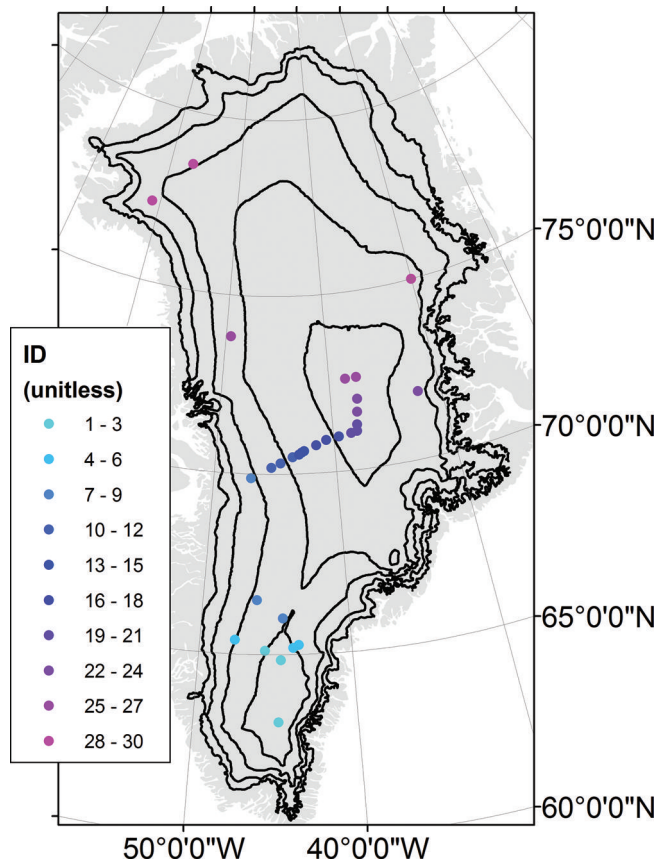 75°0'0"N
ID
(unitless)
1 - 3
4 - 6
7 - 9
10 - 12
13 - 15
16 - 18
19 - 21
22 - 24
25 - 27
28 - 30
70°0'0"N
65°0'0"N
60°0'0"N
50°0'0"W
40°0'0"W